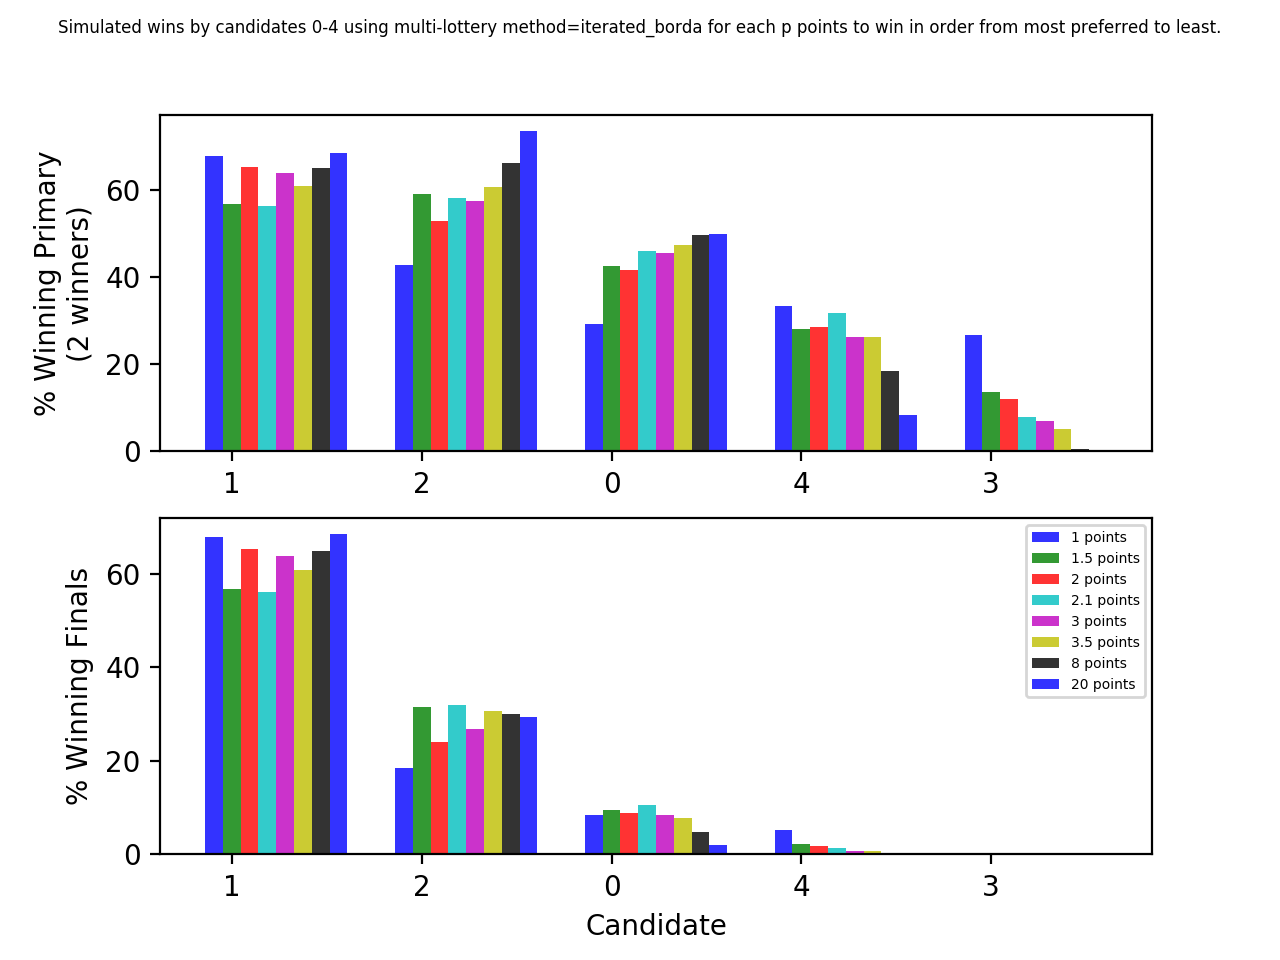 Simulated wins by candidates 0-4 using multi-lottery method=iterated_borda for each p points to win in order from most preferred to least.
% Winning Primary
(2 winners)
60
40
20
0
1 2 0 4 3
% Winning Finals
60
40
20
0
1 points
1.5 points
2 points
2.1 points
3 points
3.5 points
8 points
20 points
1 2 0 4 3
Candidate